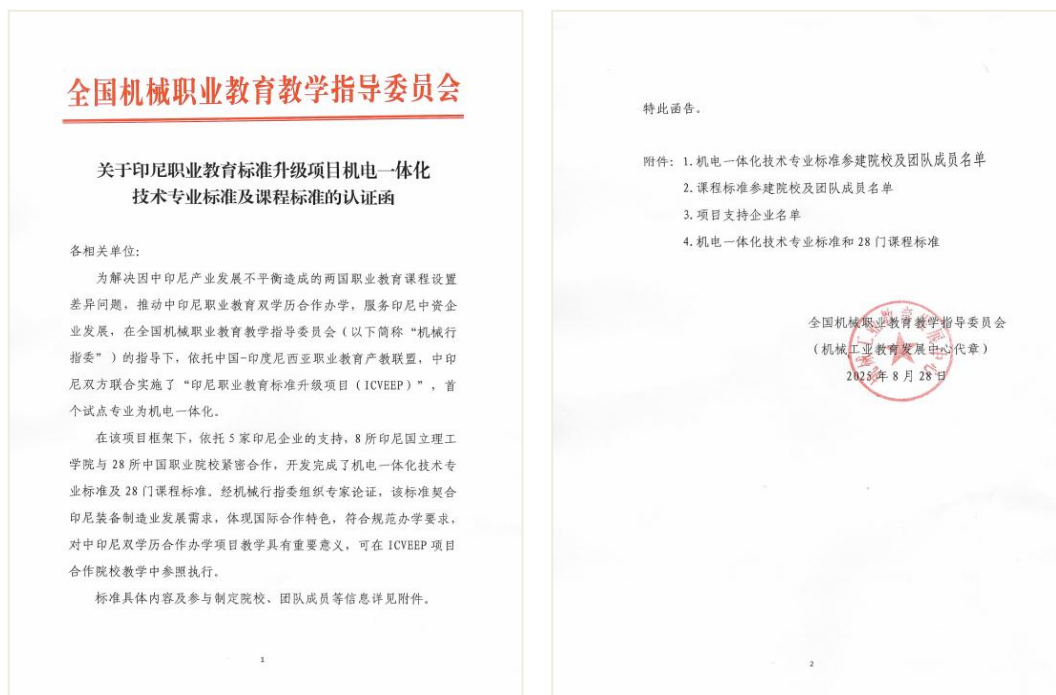 全国机械职业教育教学指导委员会
关于印尼职业教育标准升级项目机电一体化
技术专业标准及课程标准的认证函
各相关单位：
为解决因中印尼产业发展不平衡造成的两国职业教育课程设置
差异问题，推动中印尼职业教育双学历合作办学，服务印尼中资企
业发展，在全国机械职业教育教学指导委员会（以下简称“机械行
指委”）的指导下，依托中国-印度尼西亚职业教育产教联盟，中印
尼双方联合实施了“印尼职业教育标准升级项目（ICVEEP）”，首
个试点专业为机电一体化。
在该项目框架下，依托5家印尼企业的支持，8所印尼国立理工
学院与28所中国职业院校紧密合作，开发完成了机电一体化技术专
业标准及28门课程标准。经机械行指委组织专家论证，该标准契合
印尼装备制造业发展需求，体现国际合作特色，符合规范办学要求，
对中印尼双学历合作办学项目教学具有重要意义，可在ICVEEP项目
合作院校教学中参照执行。
标准具体内容及参与制定院校、团队成员等信息详见附件。
1
特此函告。
附件：1.机电一体化技术专业标准参建院校及团队成员名单
2.课程标准参建院校及团队成员名单
3.项目支持企业名单
4.机电一体化技术专业标准和28门课程标准
全国机械职业教育教学指导委员会
（机械工业教育发展中心代章）
2025年8月28日
机械工业教育发展中心
2